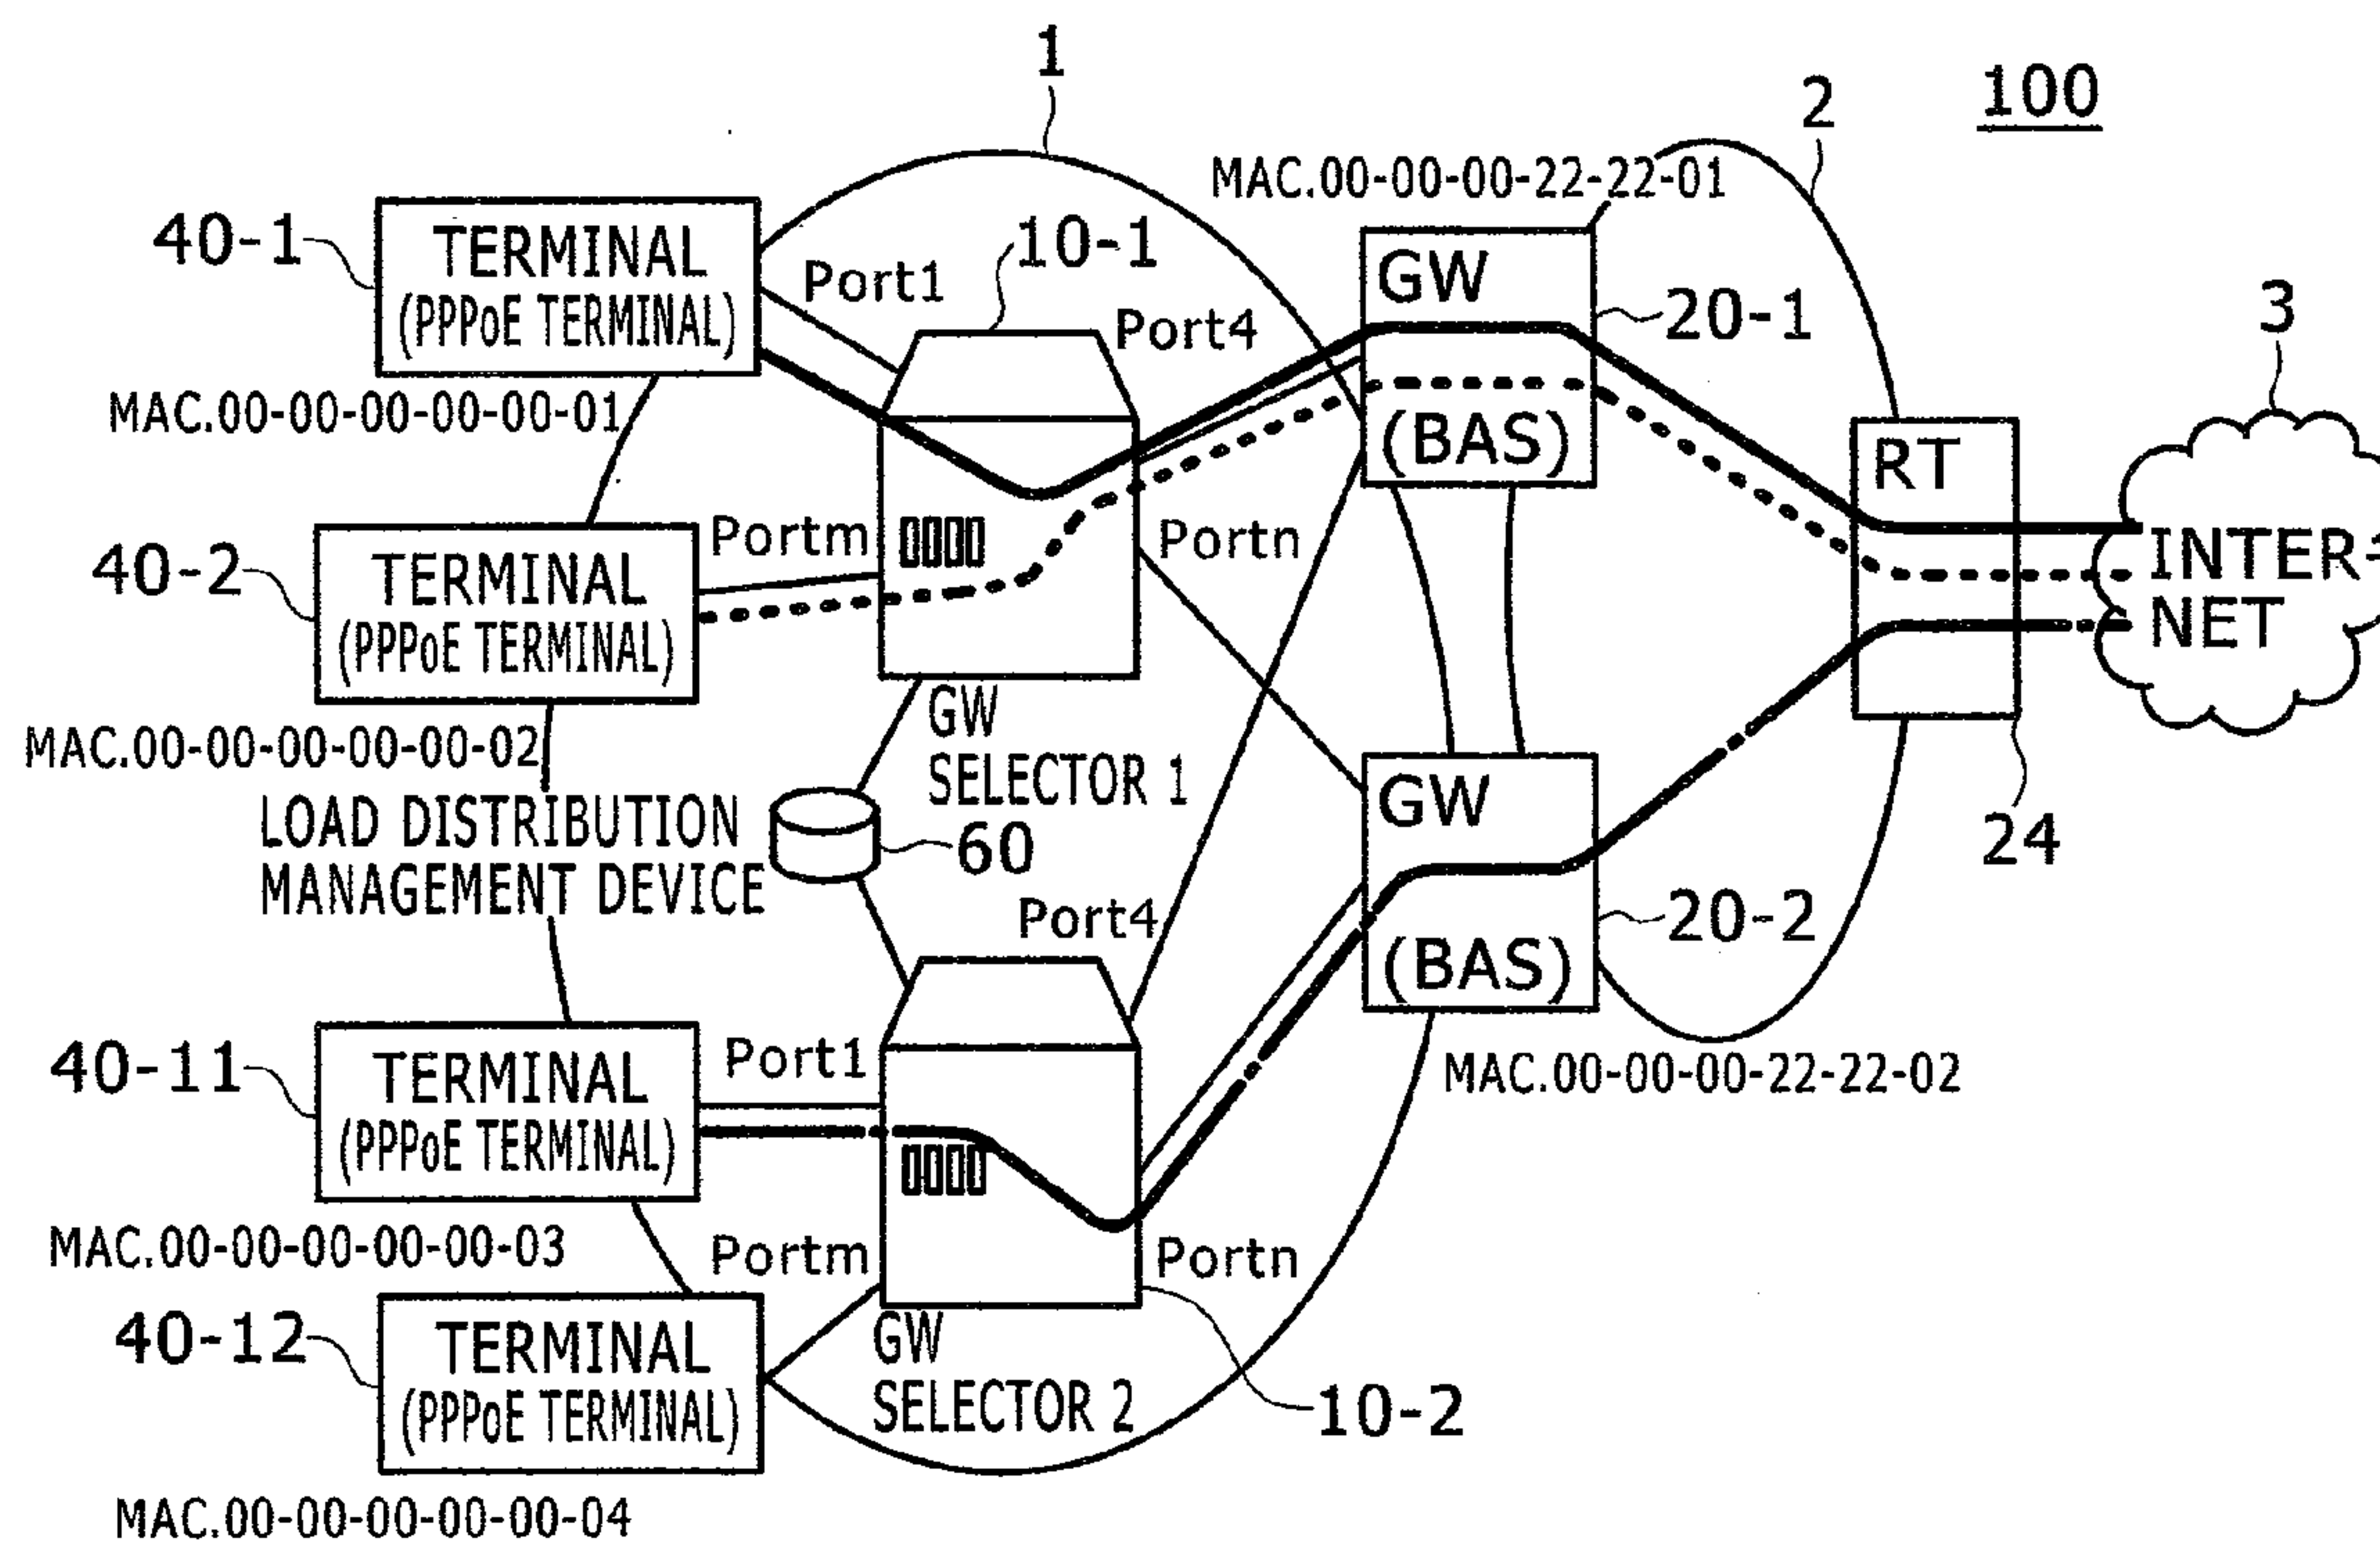 1
2
100
MAC.00-00-00-22-22-01
40-1
TERMINAL
(PPPoE TERMINAL)
Port1
10-1
Port4
GW
20-1
(BAS)
3
MAC.00-00-00-00-00-01
RT
40-2
TERMINAL
(PPPoE TERMINAL)
Portm
Portn
INTER-
NET
MAC.00-00-00-00-00-02
GW
SELECTOR 1
LOAD DISTRIBUTION
MANAGEMENT DEVICE
60
GW
24
Port4
20-2
(BAS)
40-11
TERMINAL
(PPPoE TERMINAL)
Port1
MAC.00-00-00-22-22-02
MAC.00-00-00-00-00-03
Portm
Portn
40-12
TERMINAL
(PPPoE TERMINAL)
GW
SELECTOR 2
10-2
MAC.00-00-00-00-00-04